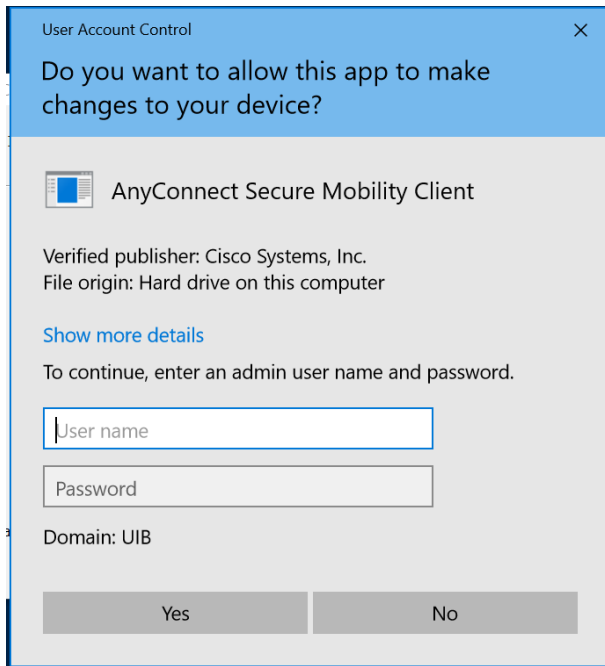 User Account Control
Do you want to allow this app to make
changes to your device?
AnyConnect Secure Mobility Client
Verified publisher: Cisco Systems, Inc.
File origin: Hard drive on this computer
Show more details
To continue, enter an admin user name and password.
User name
Password
Domain: UIB
Yes
No